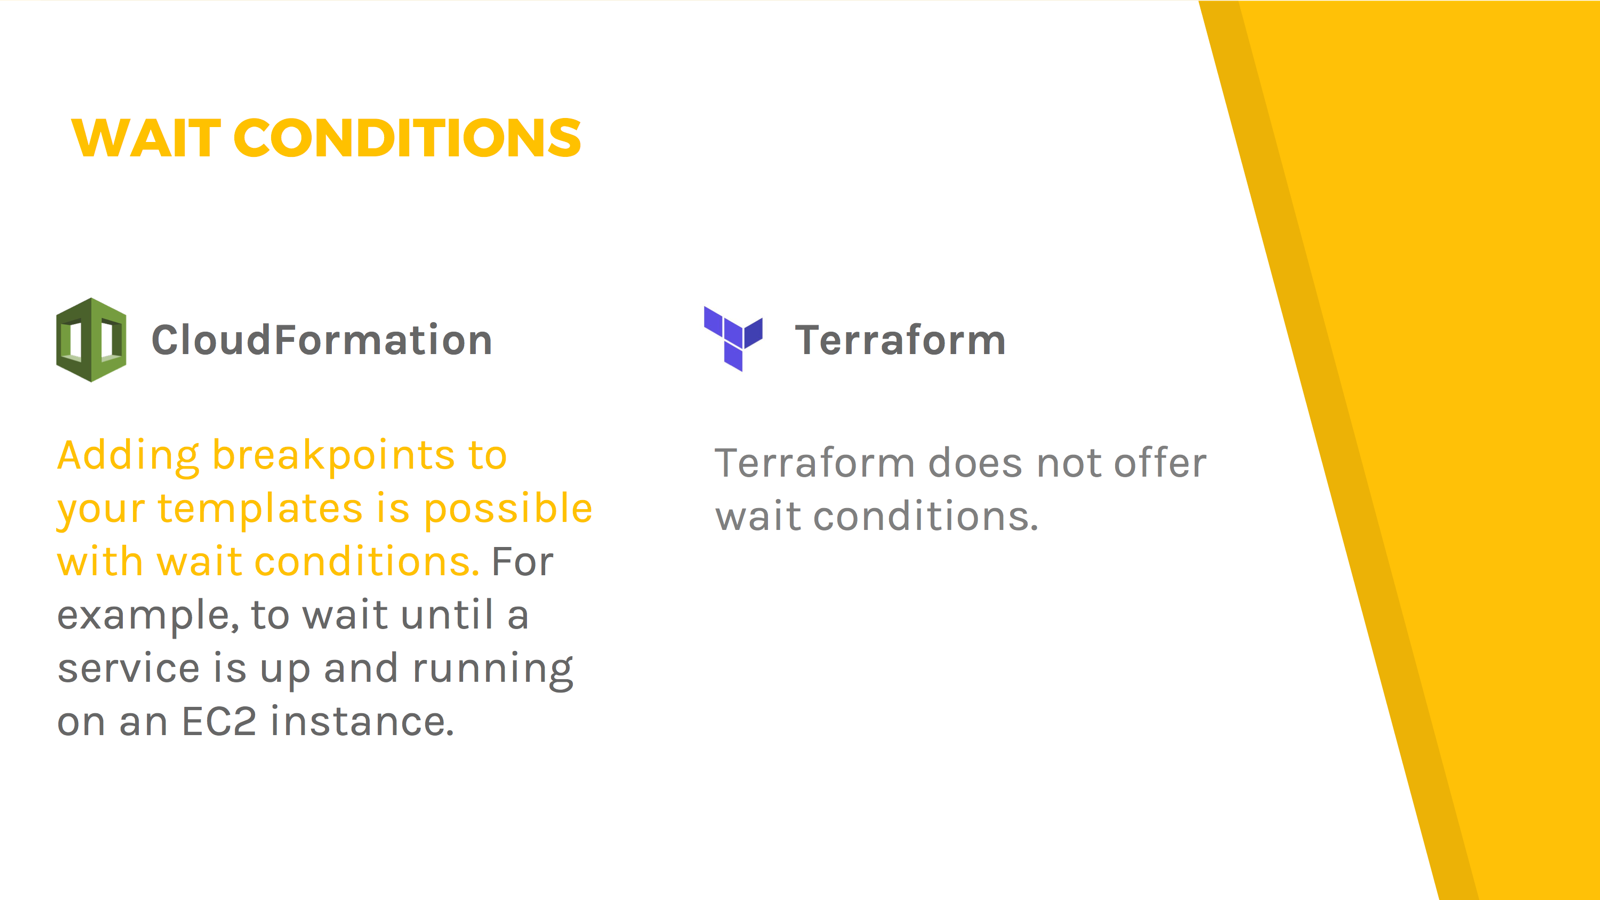 WAIT CONDITIONS
CloudFormation
Adding breakpoints to
your templates is possible
with wait conditions. For
example, to wait until a
service is up and running
on an EC2 instance.
Terraform
Terraform does not offer
wait conditions.